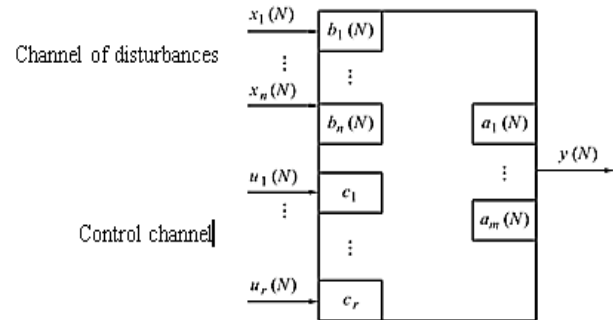 x₁(N)
b₁(N)
Channel of disturbances
⋮ ⋮
xₙ(N)
bₙ(N)
a₁(N)
y(N)
u₁(N)
c₁
⋮
⋮
aₘ(N)
Control channel
⋮
uᵣ(N)
cᵣ